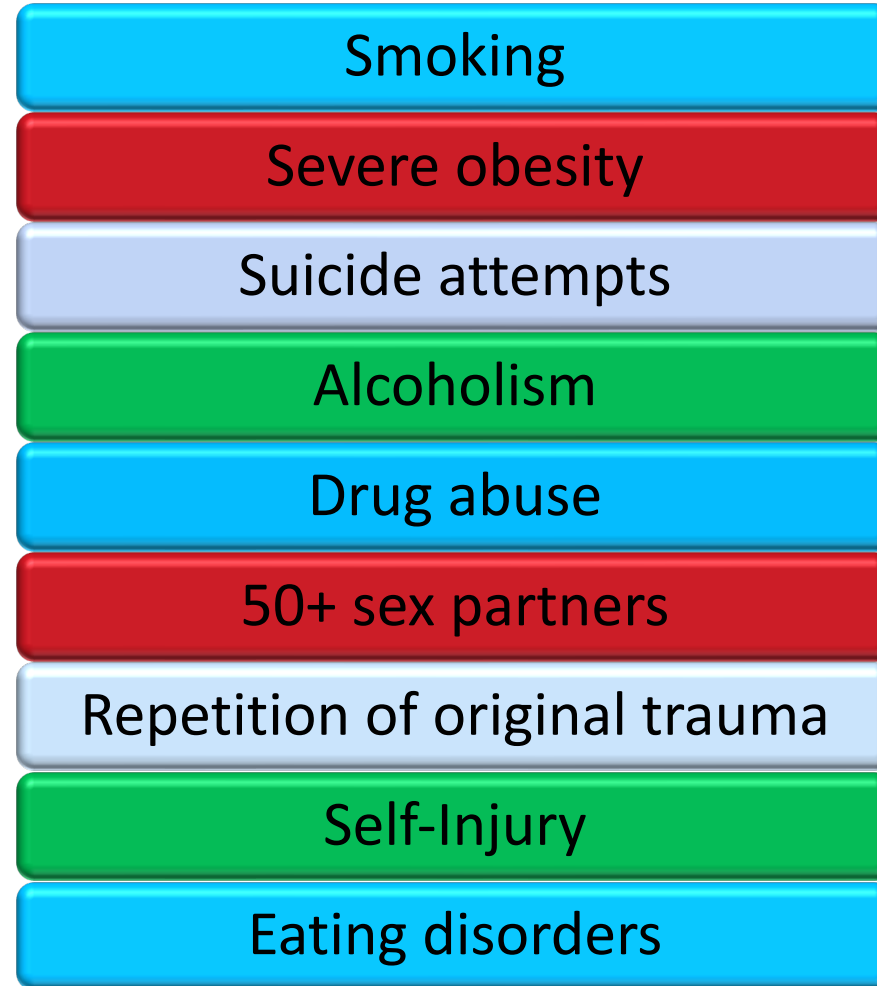 Smoking
Severe obesity
Suicide attempts
Alcoholism
Drug abuse
50+ sex partners
Repetition of original trauma
Self-Injury
Eating disorders